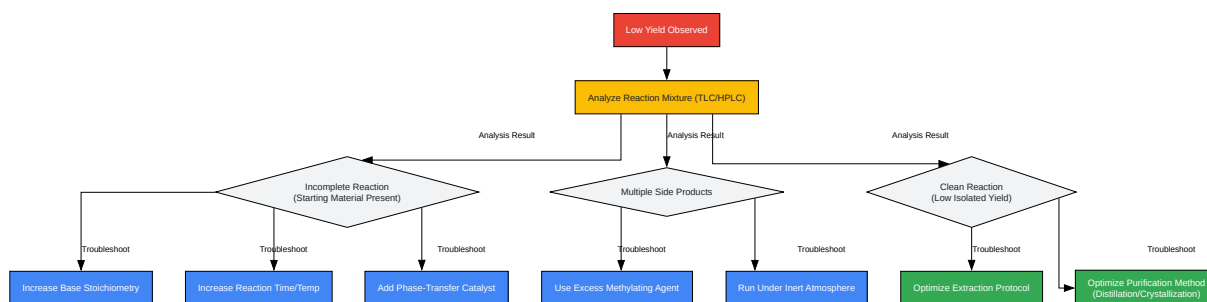 Low Yield Observed
Analyze Reaction Mixture (TLC/HPLC)
Analysis Result
Analysis Result
Analysis Result
Incomplete Reaction
(Starting Material Present)
Multiple Side Products
Clean Reaction
(Low Isolated Yield)
Troubleshoot
Troubleshoot
Troubleshoot
Troubleshoot
Troubleshoot
Troubleshoot
Troubleshoot
Increase Base Stoichiometry
Increase Reaction Time/Temp
Add Phase-Transfer Catalyst
Use Excess Methylating Agent
Run Under Inert Atmosphere
Optimize Extraction Protocol
Optimize Purification Method
(Distillation/Crystallization)